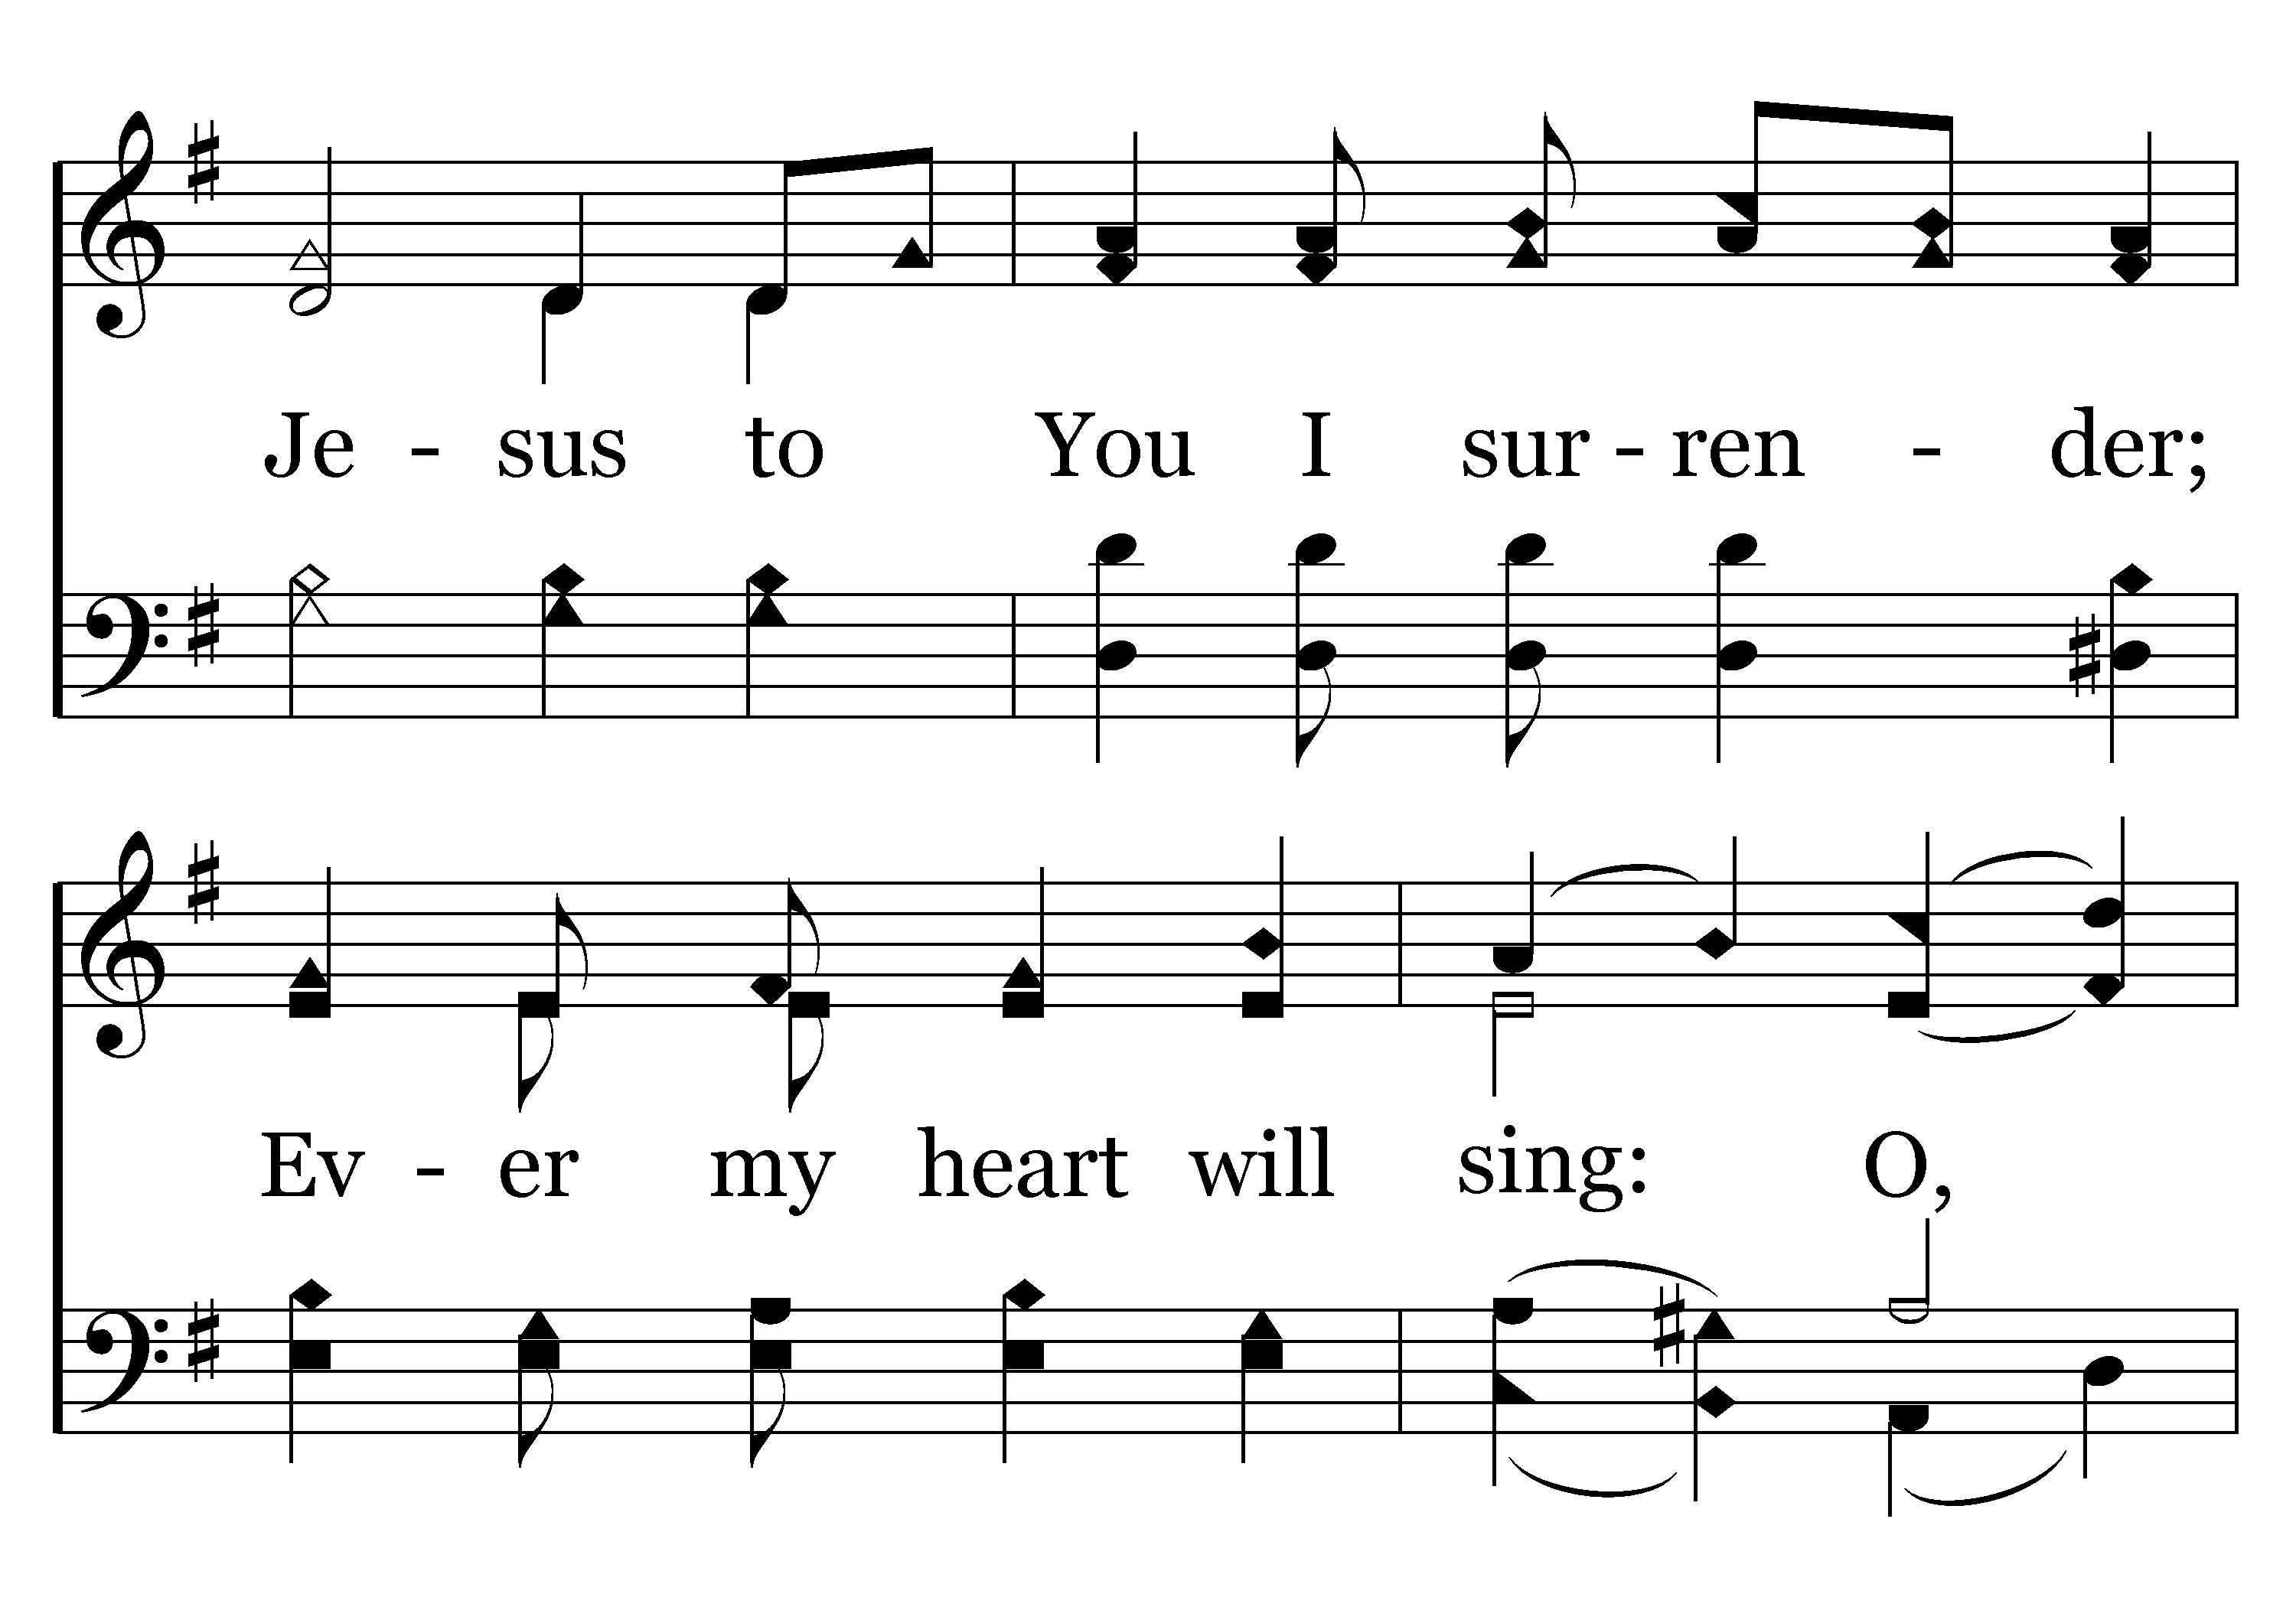 Je - sus to You I sur - ren - der;
Ev - er my heart will sing: O,